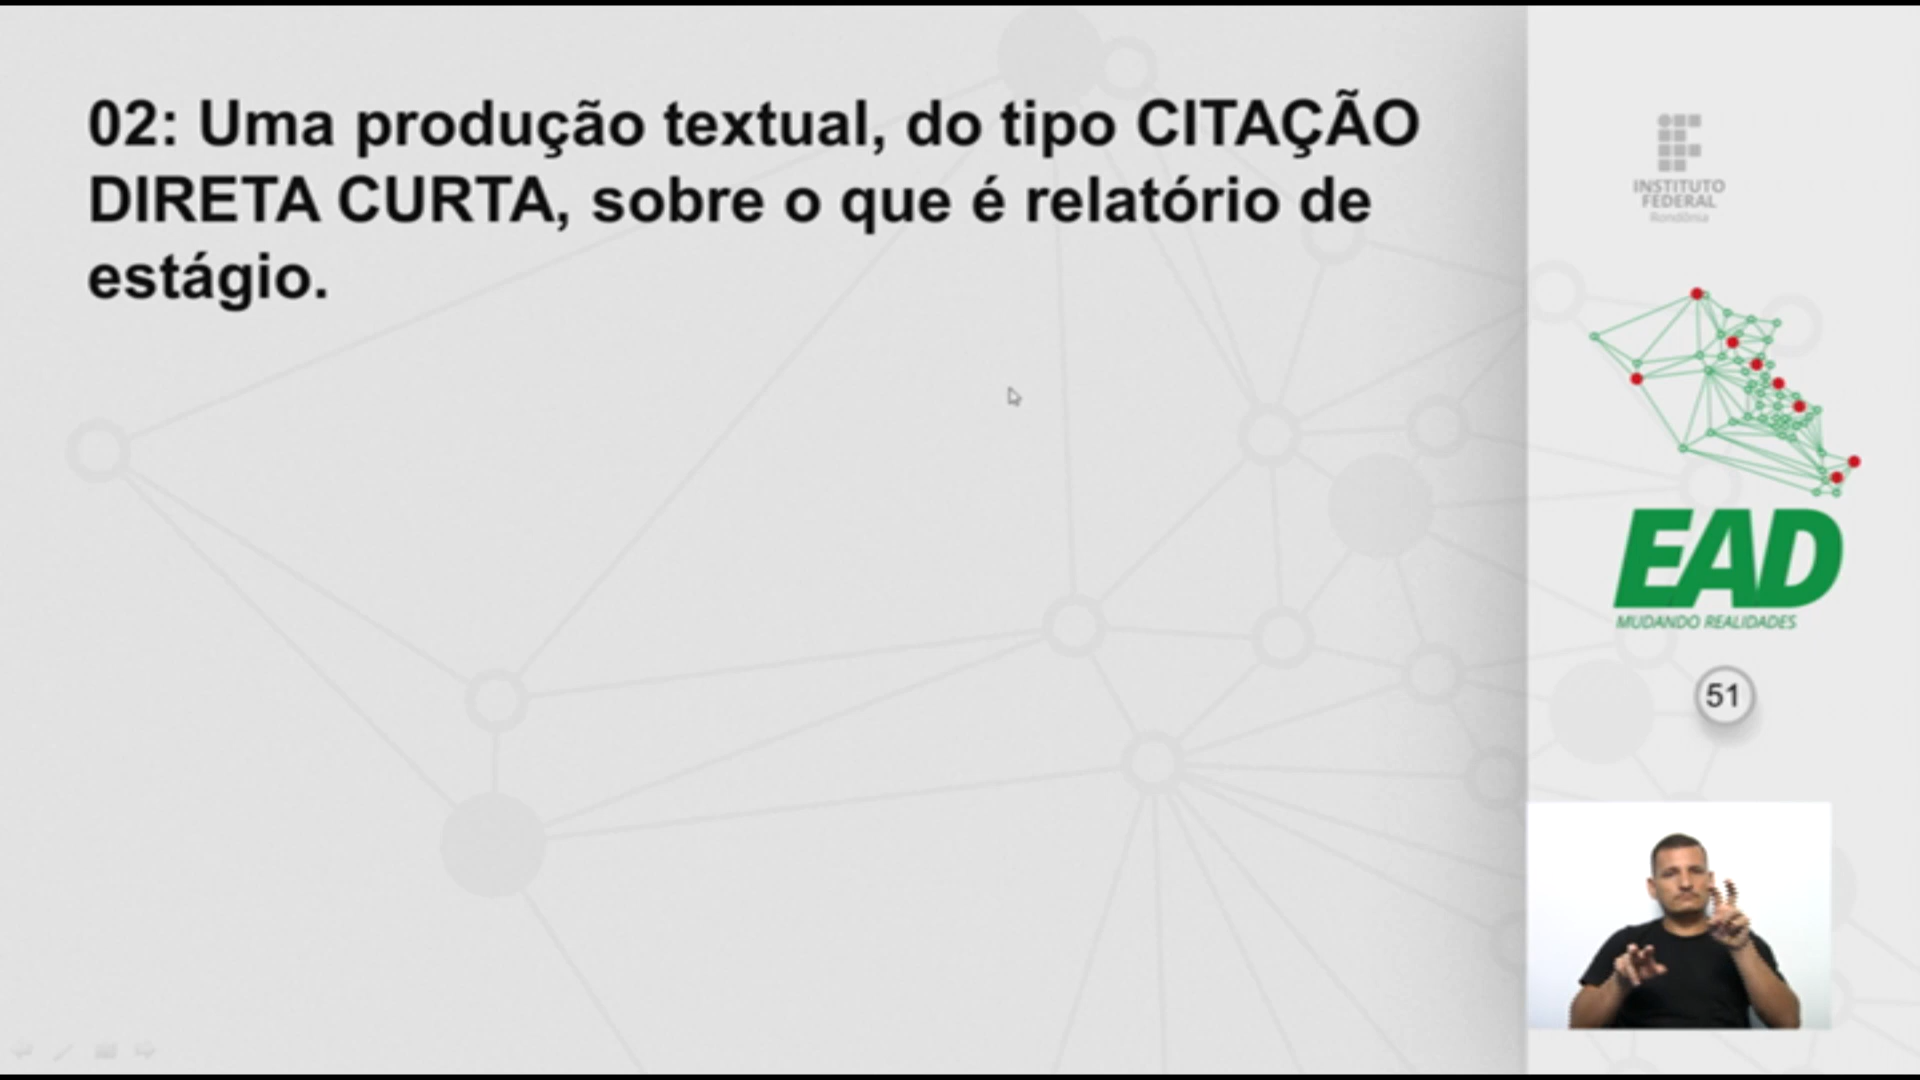 02: Uma produção textual, do tipo CITAÇÃO
DIRETA CURTA, sobre o que é relatório de
estágio.
INSTITUTO
FEDERAL
Rondônia
EAD
MUDANDO REALIDADES
51